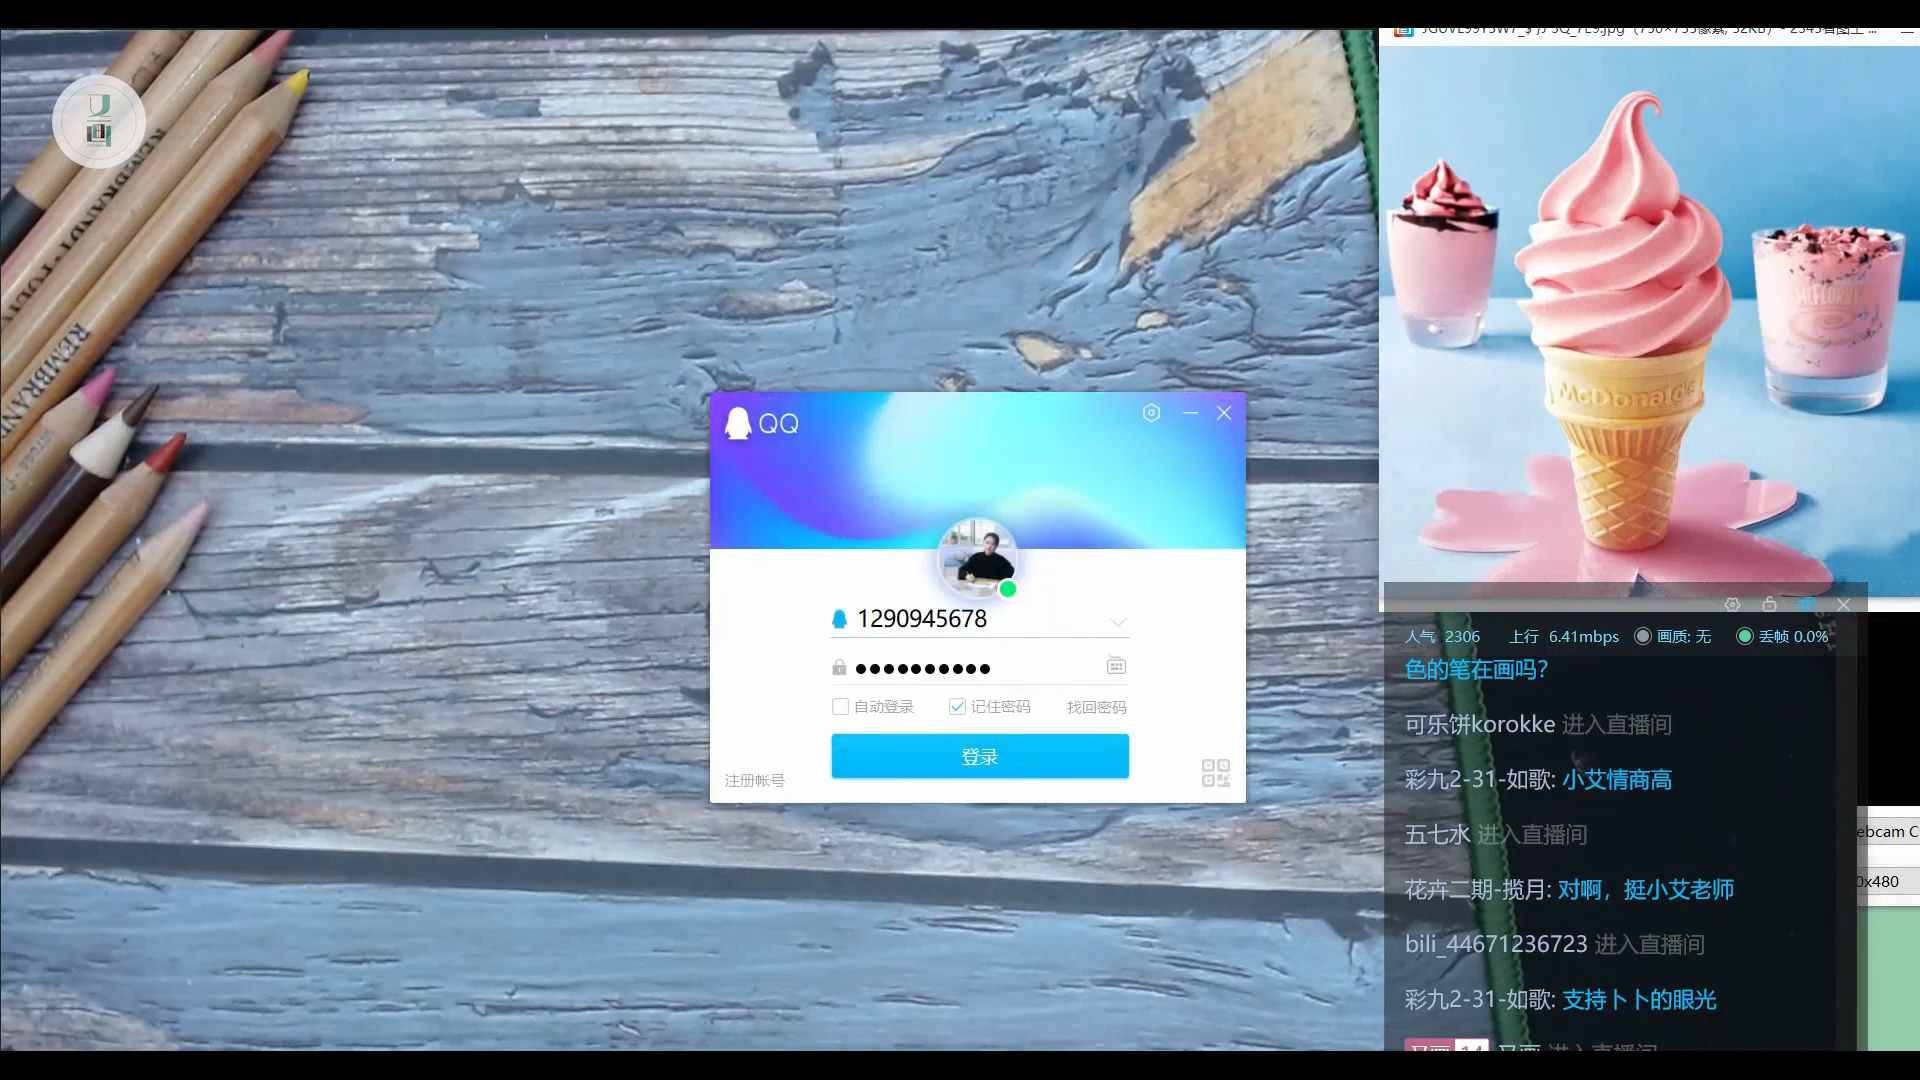 REMBRANDT
REMBRAN
QQ
1290945678
自动登录
记住密码
找回密码
登录
注册帐号
McDonald's
MCFLURRY
人气 2306 上行 6.41mbps 画质: 无 丢帧 0.0%
色的笔在画吗?
可乐饼korokke 进入直播间
彩九2-31-如歌: 小艾情商高
五七水 进入直播间
花卉二期-揽月: 对啊，挺小艾老师
bili_44671236723 进入直播间
彩九2-31-如歌: 支持卜卜的眼光
ebcam C
0x480